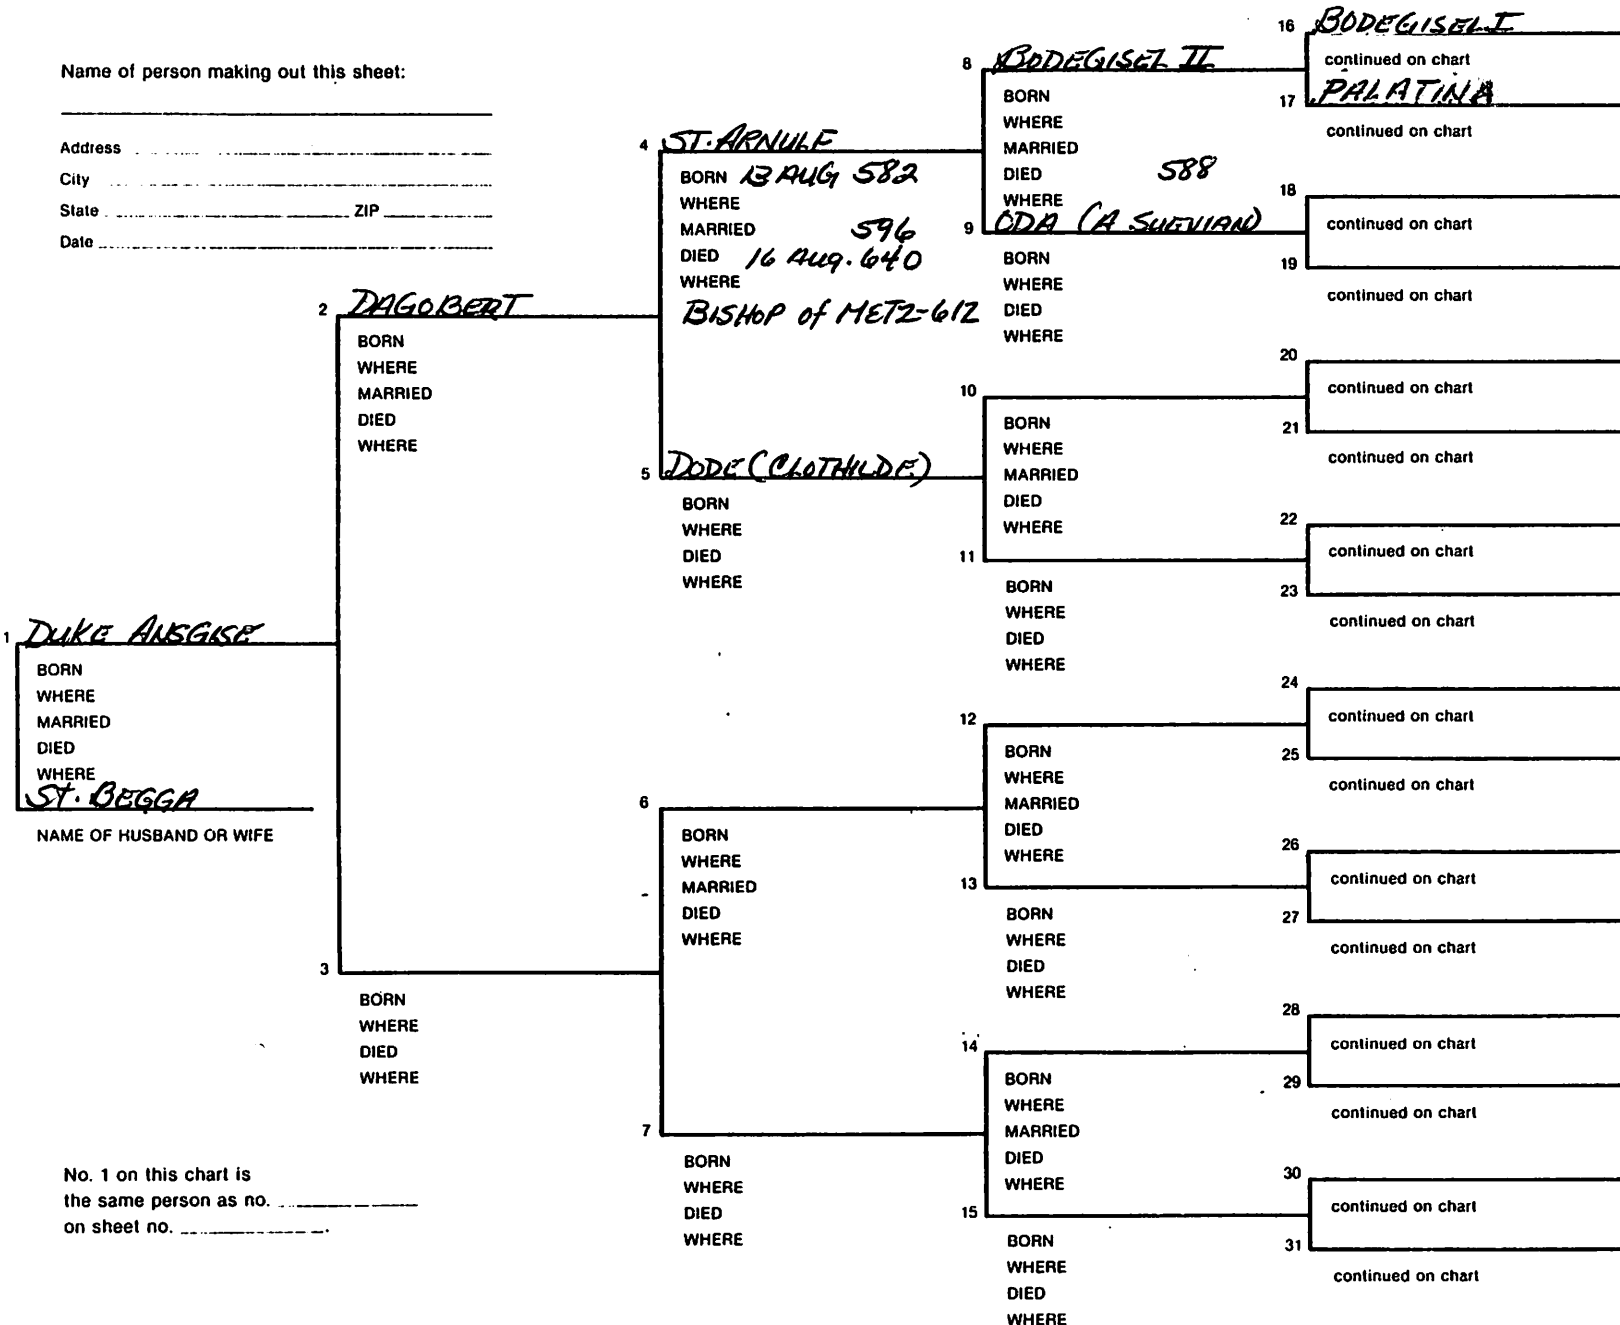 Name of person making out this sheet:
Address
City
State ZIP
Date
1 DUKE ANSGISE
BORN
WHERE
MARRIED
DIED
WHERE
ST. BEGGA
NAME OF HUSBAND OR WIFE
No. 1 on this chart is
the same person as no.
on sheet no. .
2 DAGOBERT
BORN
WHERE
MARRIED
DIED
WHERE
3
BORN
WHERE
DIED
WHERE
4 ST. ARNULF
BORN 13 AUG 582
WHERE
MARRIED 596
DIED 16 AUG. 640
WHERE
BISHOP of METZ-612
5 DODE (CLOTHILDE)
BORN
WHERE
DIED
WHERE
6
BORN
WHERE
MARRIED
DIED
WHERE
7
BORN
WHERE
DIED
WHERE
8 BODEGISEL II
BORN
WHERE
MARRIED
DIED 588
WHERE
9 ODA (A SUEVIAN)
BORN
WHERE
DIED
WHERE
10
BORN
WHERE
MARRIED
DIED
WHERE
11
BORN
WHERE
DIED
WHERE
12
BORN
WHERE
MARRIED
DIED
WHERE
13
BORN
WHERE
DIED
WHERE
14
BORN
WHERE
MARRIED
DIED
WHERE
15
BORN
WHERE
DIED
WHERE
16 BODEGISEL I
continued on chart
17 PALATINA
continued on chart
18
continued on chart
19
continued on chart
20
continued on chart
21
continued on chart
22
continued on chart
23
continued on chart
24
continued on chart
25
continued on chart
26
continued on chart
27
continued on chart
28
continued on chart
29
continued on chart
30
continued on chart
31
continued on chart